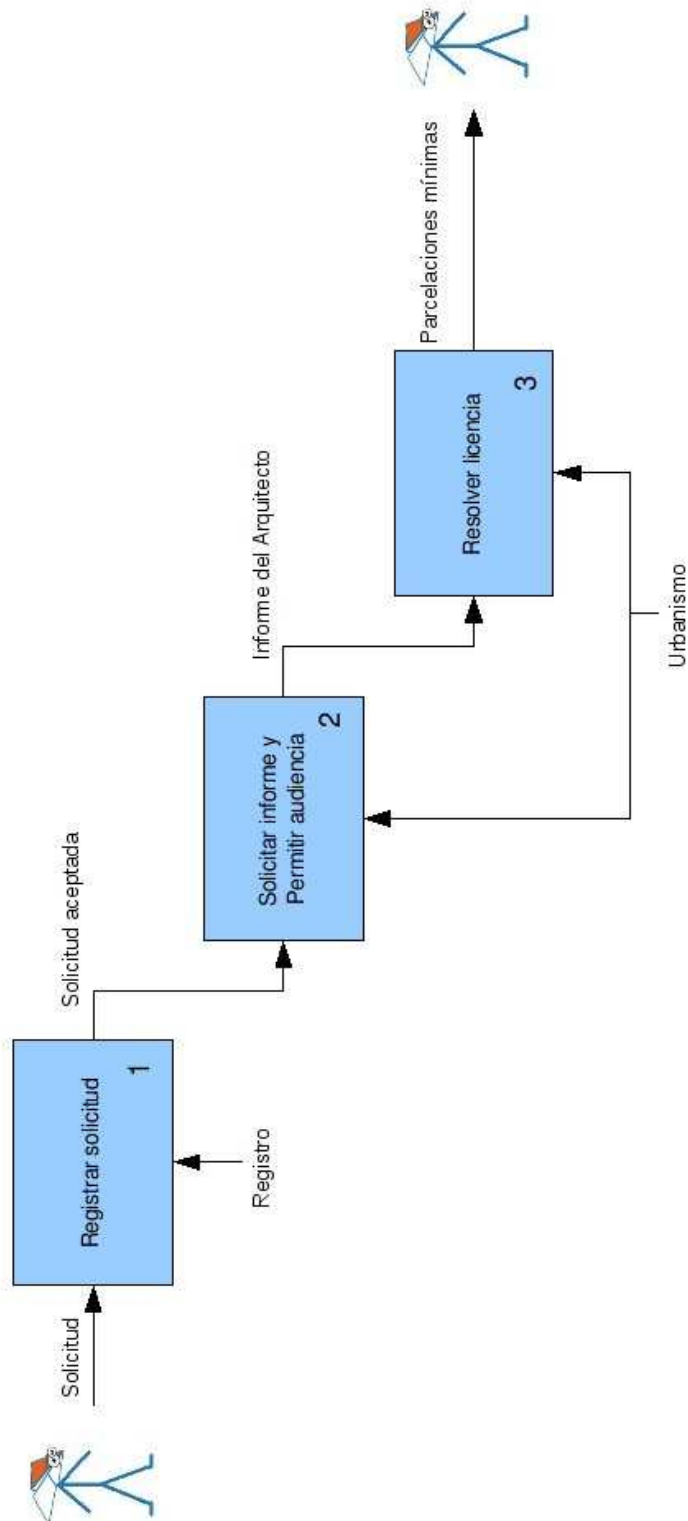 Solicitud
Registrar solicitud
1
Registro
Solicitud aceptada
Solicitar informe y
Permitir audiencia
2
Informe del Arquitecto
Resolver licencia
3
Urbanismo
Parcelaciones mínimas